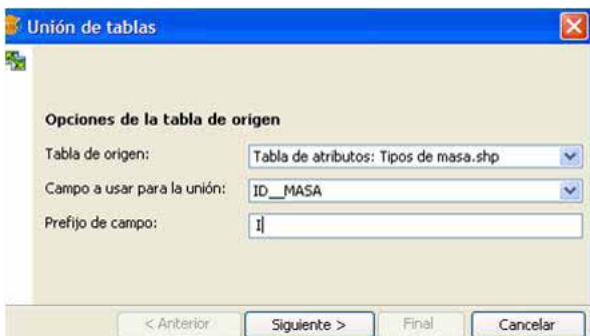 Unión de tablas
Opciones de la tabla de origen
Tabla de origen: Tabla de atributos: Tipos de masa.shp
Campo a usar para la unión: ID__MASA
Prefijo de campo: I
< Anterior Siguiente > Final Cancelar